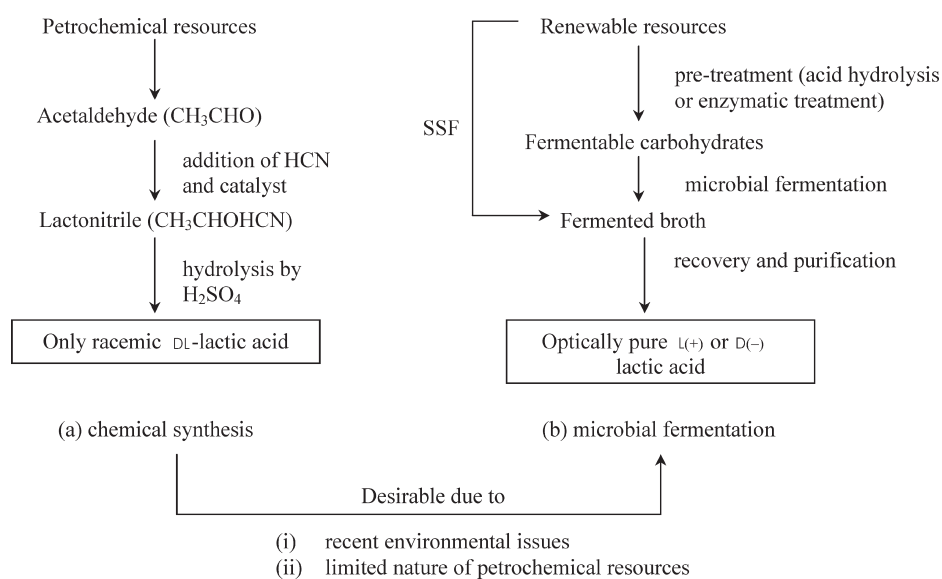 Petrochemical resources
Acetaldehyde (CH₃CHO)
addition of HCN
and catalyst
Lactonitrile (CH₃CHOHCN)
hydrolysis by
H₂SO₄
Only racemic DL-lactic acid
(a) chemical synthesis
Renewable resources
pre-treatment (acid hydrolysis
or enzymatic treatment)
SSF
Fermentable carbohydrates
microbial fermentation
Fermented broth
recovery and purification
Optically pure L(+) or D(–)
lactic acid
(b) microbial fermentation
Desirable due to
(i) recent environmental issues
(ii) limited nature of petrochemical resources